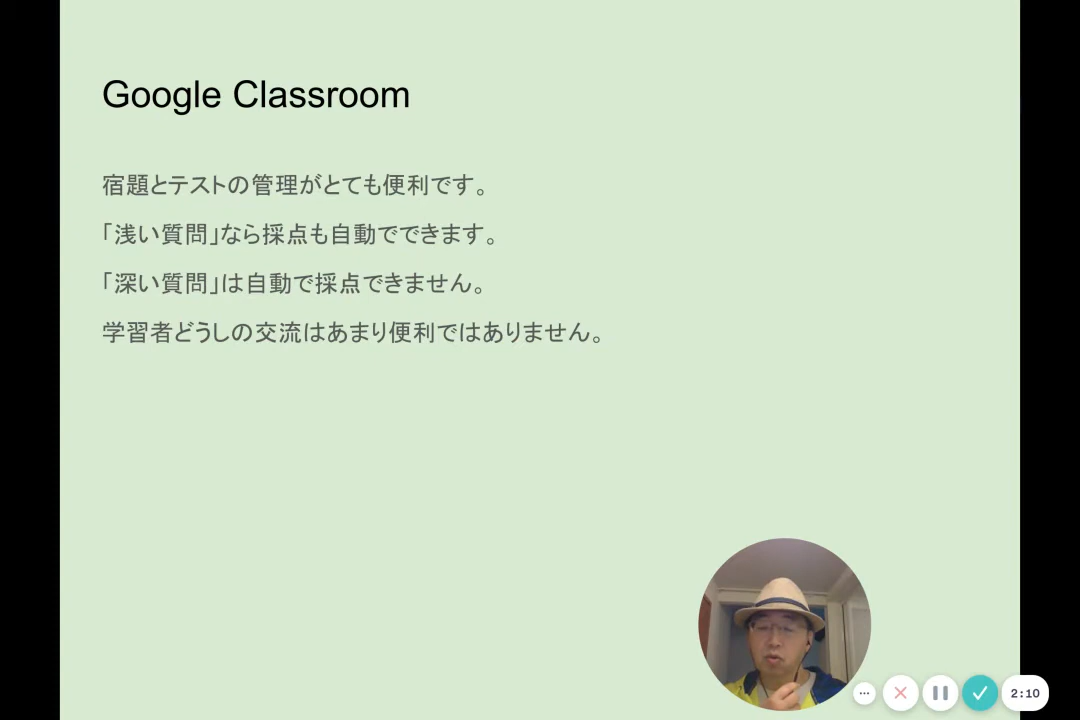 Google Classroom
宿題とテストの管理がとても便利です。
「浅い質問」なら採点も自動でできます。
「深い質問」は自動で採点できません。
学習者どうしの交流はあまり便利ではありません。
2:10